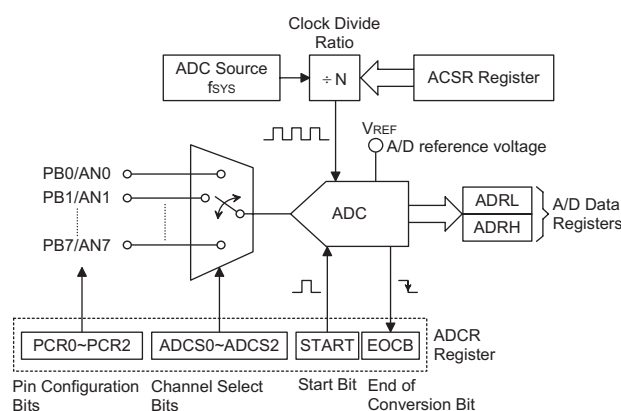 Clock Divide
Ratio
ADC Source
fSYS
÷ N
ACSR Register
VREF
A/D reference voltage
PB0/AN0
PB1/AN1
PB7/AN7
ADC
ADRL
ADRH
A/D Data
Registers
PCR0~PCR2
ADCS0~ADCS2
START
EOCB
ADCR
Register
Pin Configuration
Bits
Channel Select
Bits
Start Bit
End of
Conversion Bit